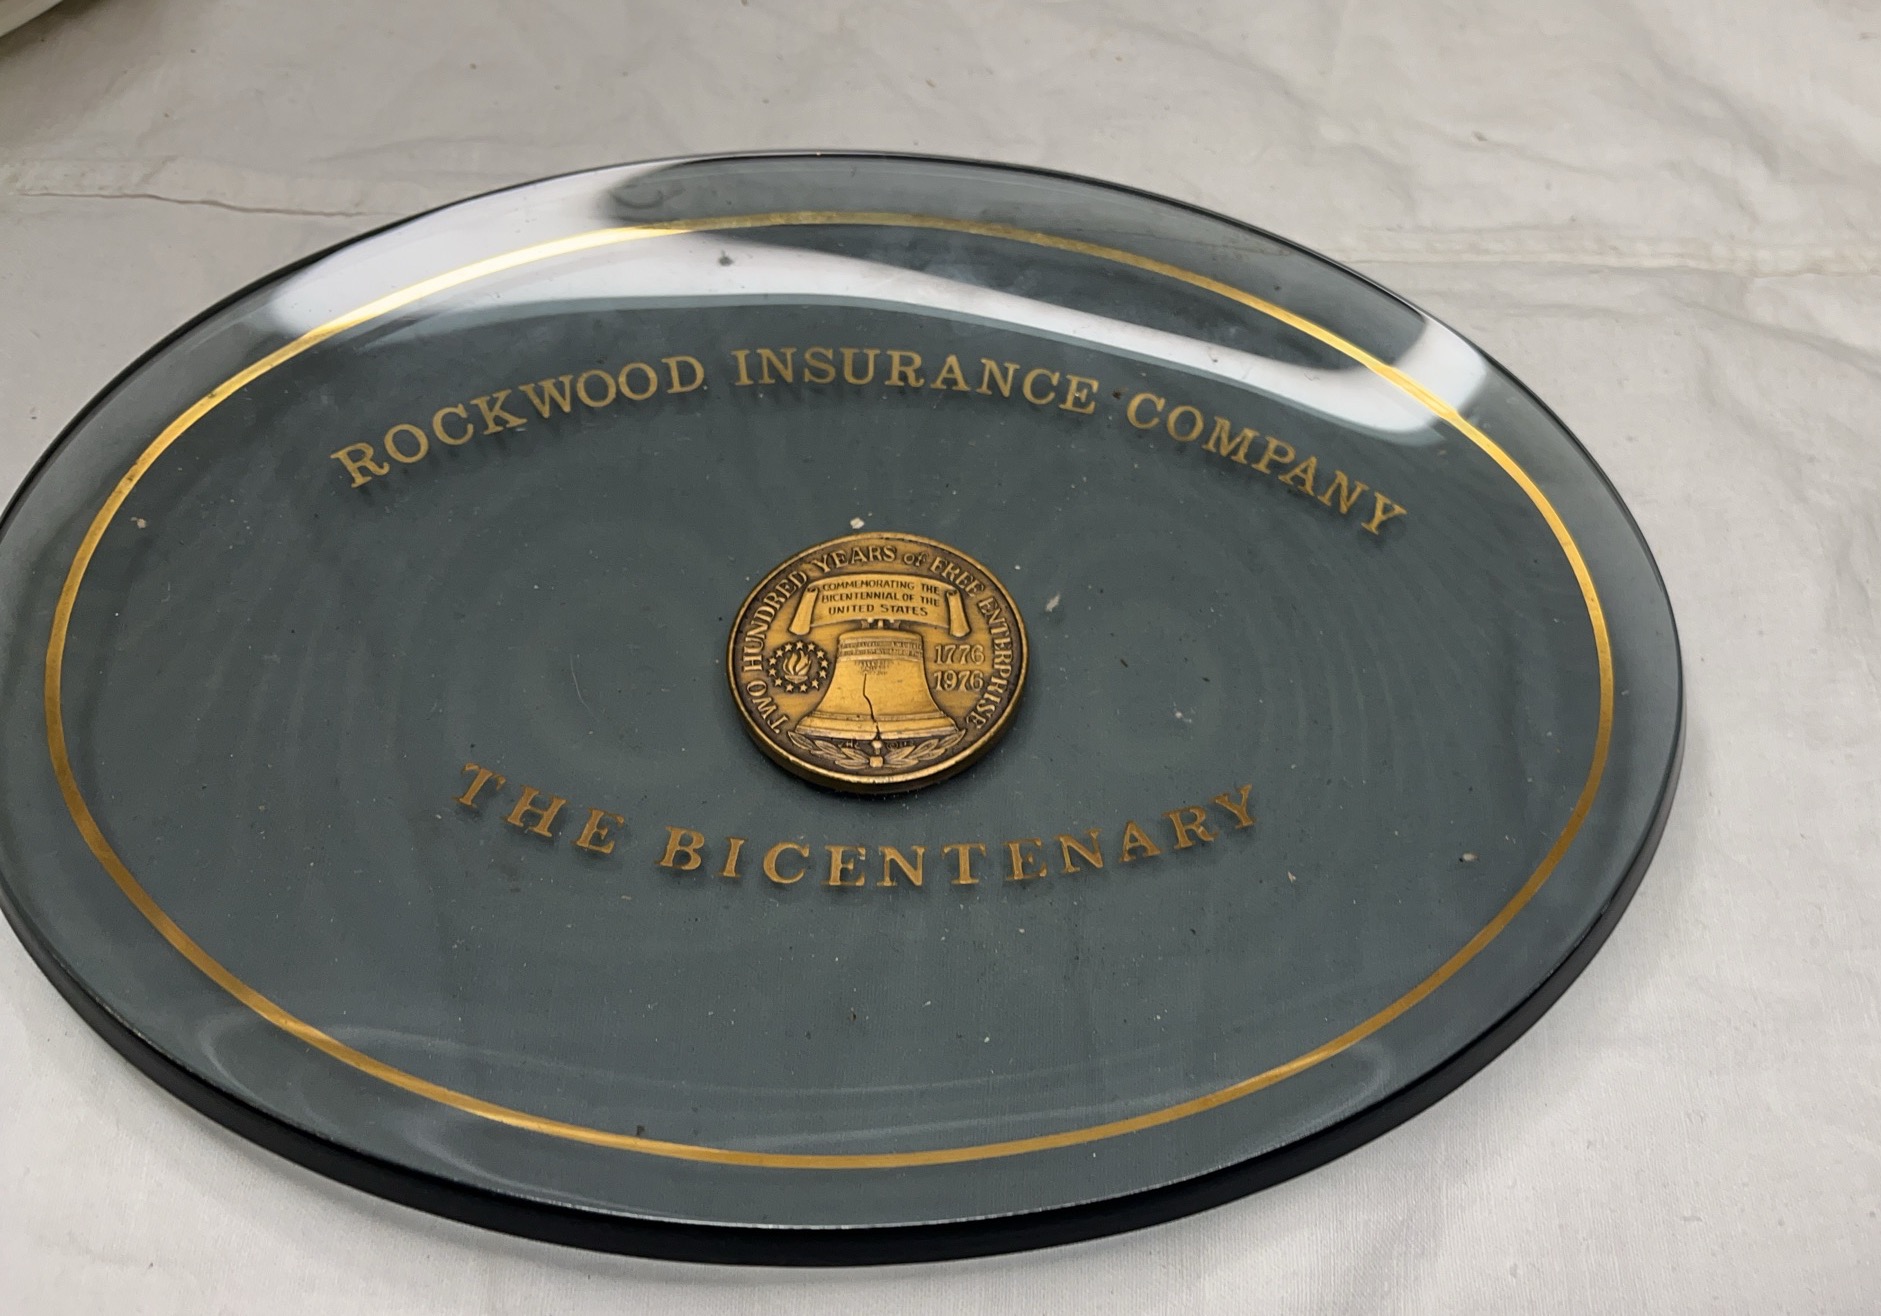 ROCKWOOD INSURANCE COMPANY
TWO HUNDRED YEARS of FREE ENTERPRISE
COMMEMORATING THE
BICENTENNIAL OF THE
UNITED STATES
1776
1976
THE BICENTENARY